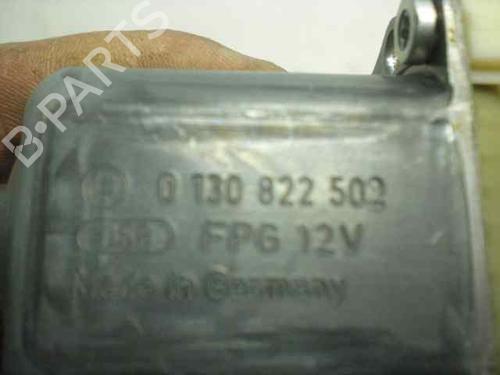 B-PARTS
0 130 822 502
FPG 12V
Made in Germany